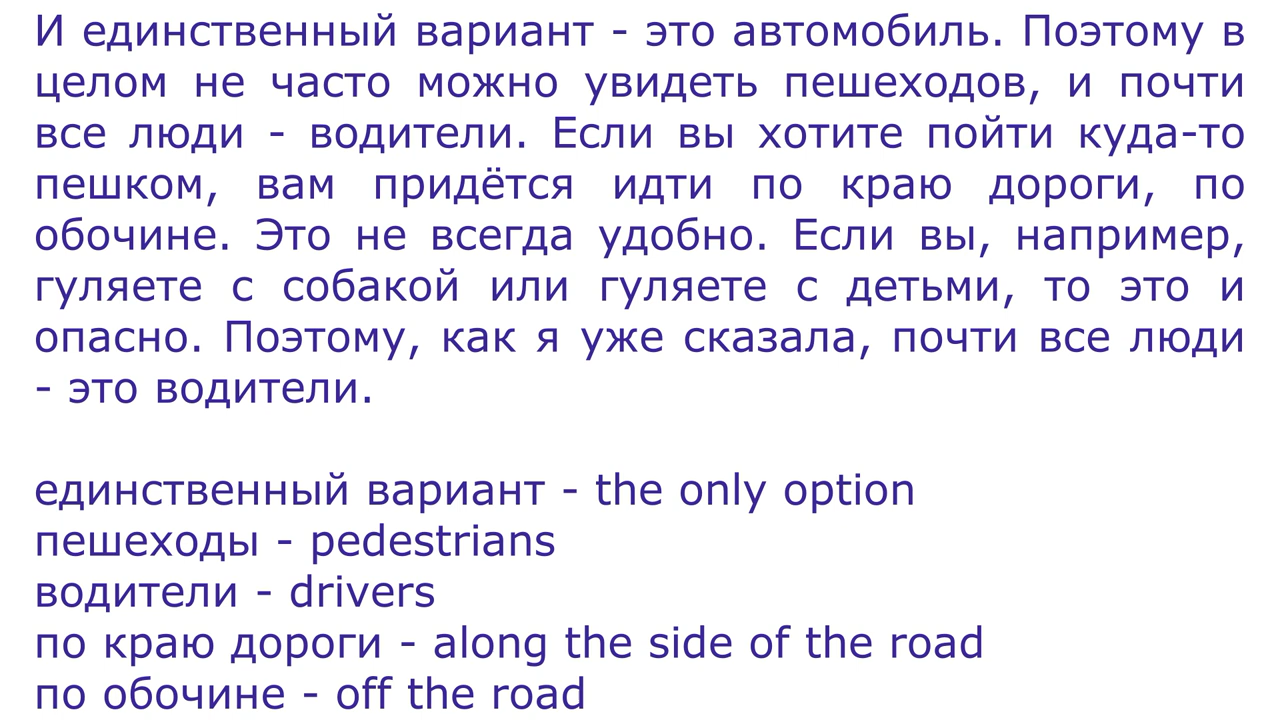 И единственный вариант - это автомобиль. Поэтому в
целом не часто можно увидеть пешеходов, и почти
все люди - водители. Если вы хотите пойти куда-то
пешком, вам придётся идти по краю дороги, по
обочине. Это не всегда удобно. Если вы, например,
гуляете с собакой или гуляете с детьми, то это и
опасно. Поэтому, как я уже сказала, почти все люди
- это водители.
единственный вариант - the only option
пешеходы - pedestrians
водители - drivers
по краю дороги - along the side of the road
по обочине - off the road